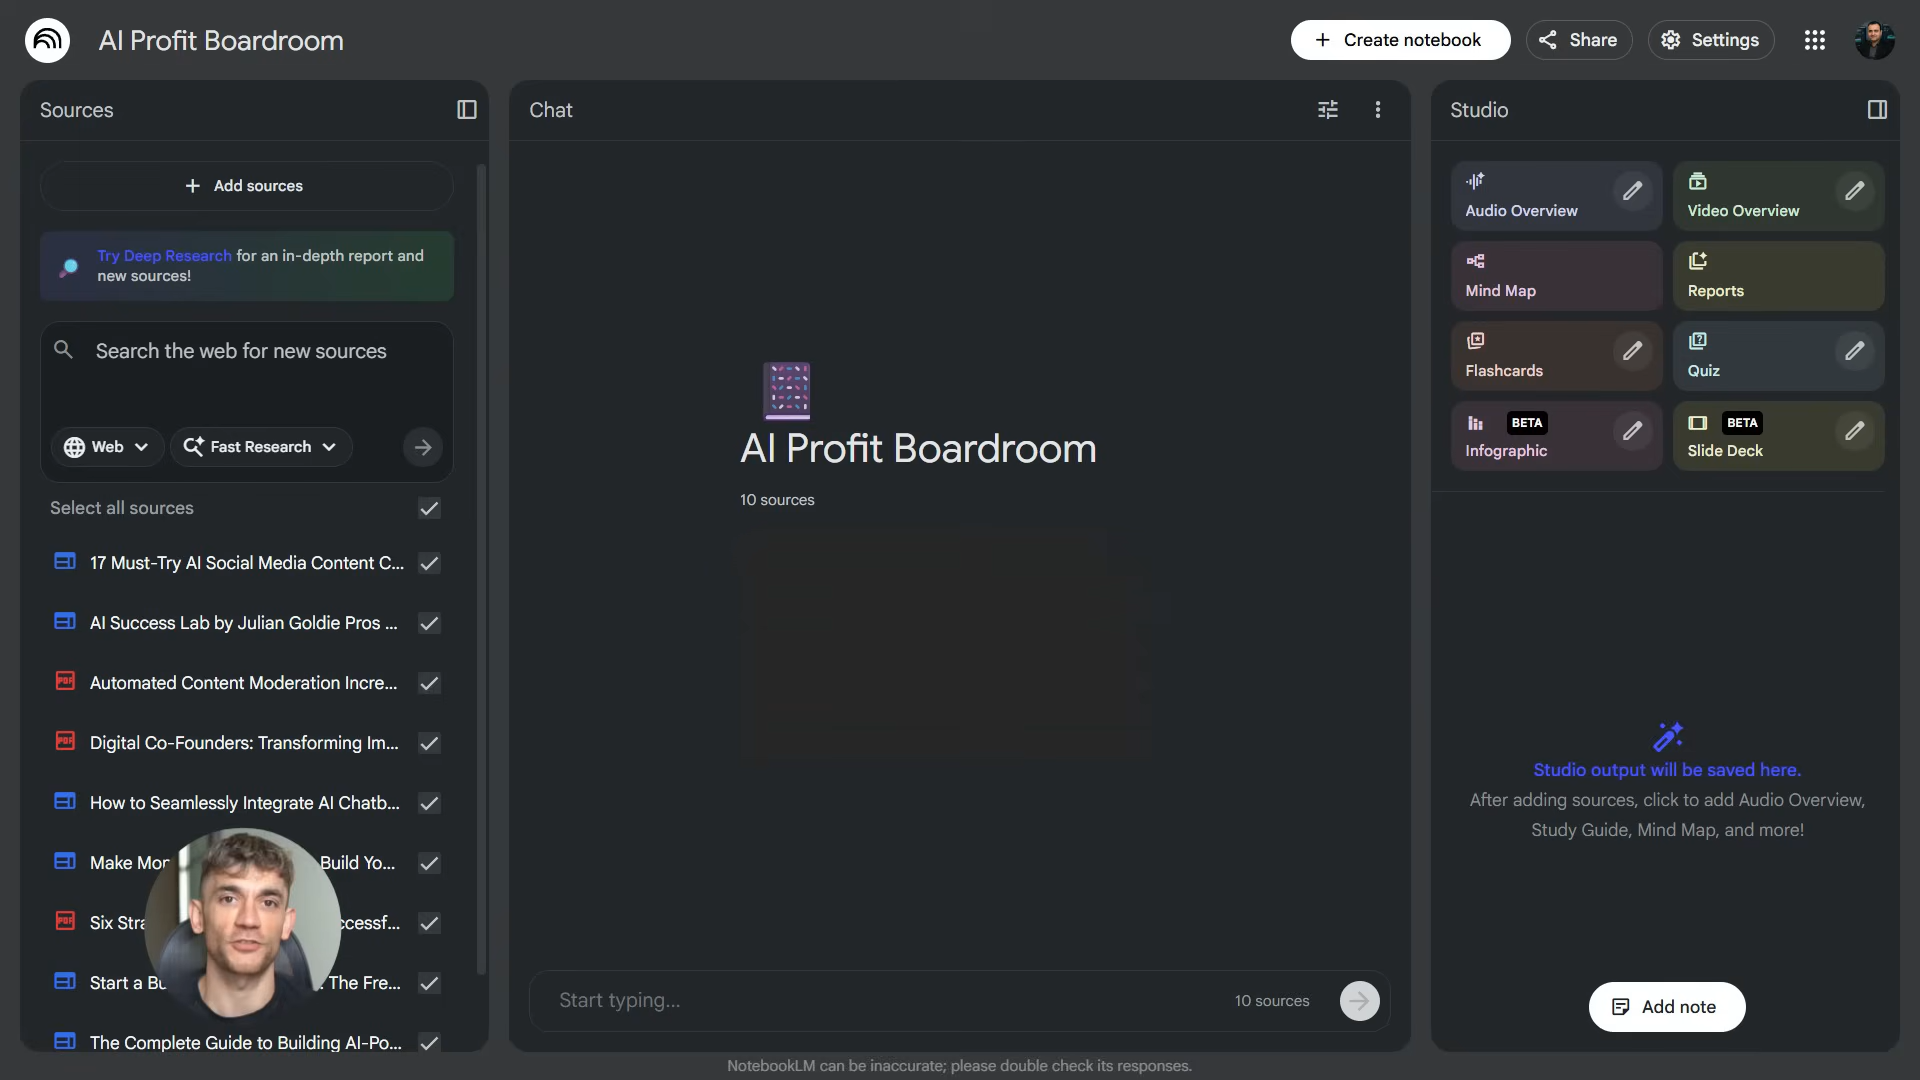 AI Profit Boardroom
Create notebook
Share
Settings
Sources
Add sources
Try Deep Research for an in-depth report and
new sources!
Search the web for new sources
Web
Fast Research
Select all sources
17 Must-Try AI Social Media Content C...
AI Success Lab by Julian Goldie Pros ...
PDF
Automated Content Moderation Incre...
PDF
Digital Co-Founders: Transforming Im...
How to Seamlessly Integrate AI Chatb...
Make Build Yo...
PDF
Six
Start a The Fre...
The Complete Guide to Building AI-Po...
Chat
AI Profit Boardroom
10 sources
Start typing...
10 sources
NotebookLM can be inaccurate; please double check its responses.
Studio
Audio Overview
Video Overview
Mind Map
Reports
Flashcards
Quiz
BETA
Infographic
BETA
Slide Deck
Studio output will be saved here.
After adding sources, click to add Audio Overview,
Study Guide, Mind Map, and more!
Add note